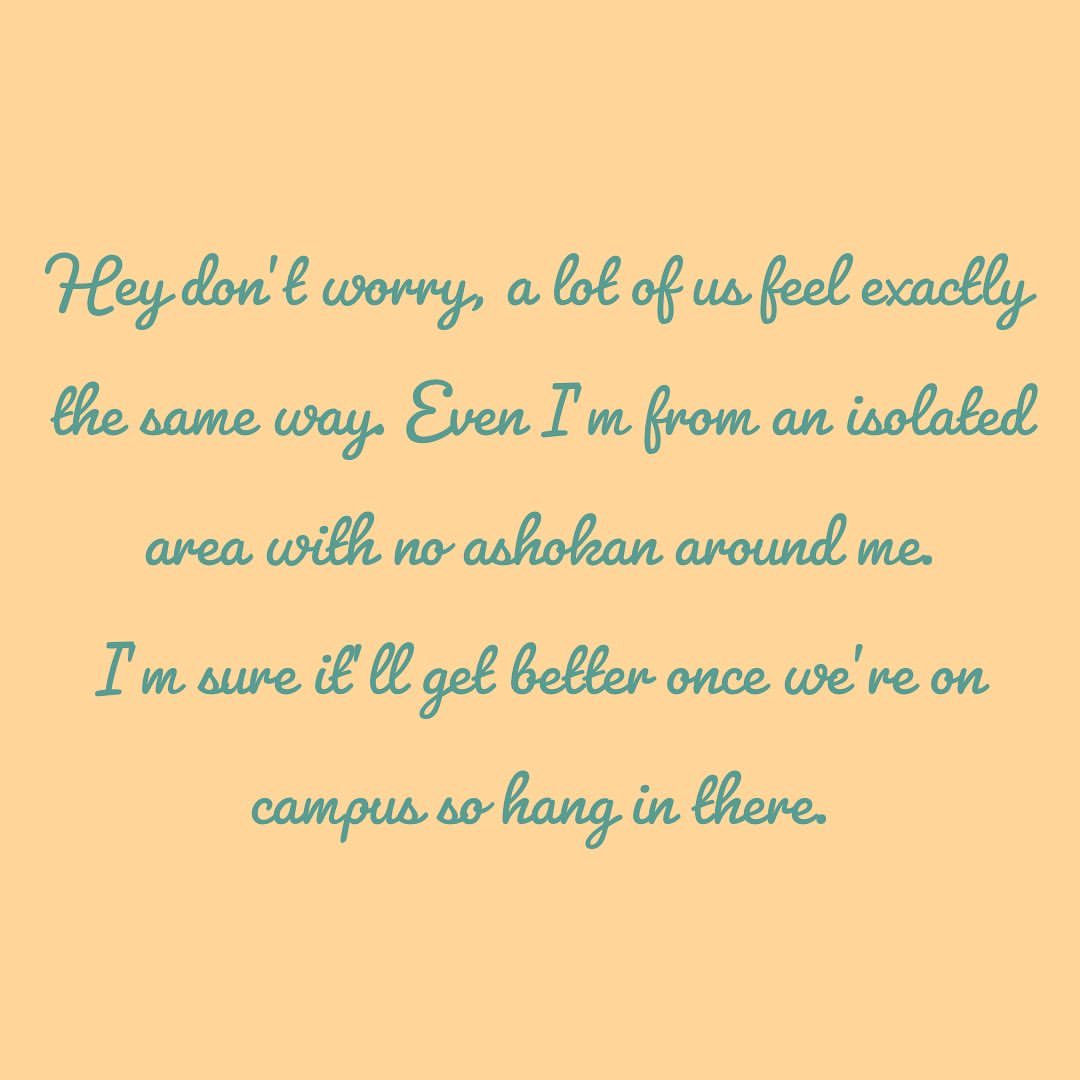 Hey don't worry, a lot of us feel exactly
the same way. Even I'm from an isolated
area with no ashokan around me.
I'm sure it'll get better once we're on
campus so hang in there.